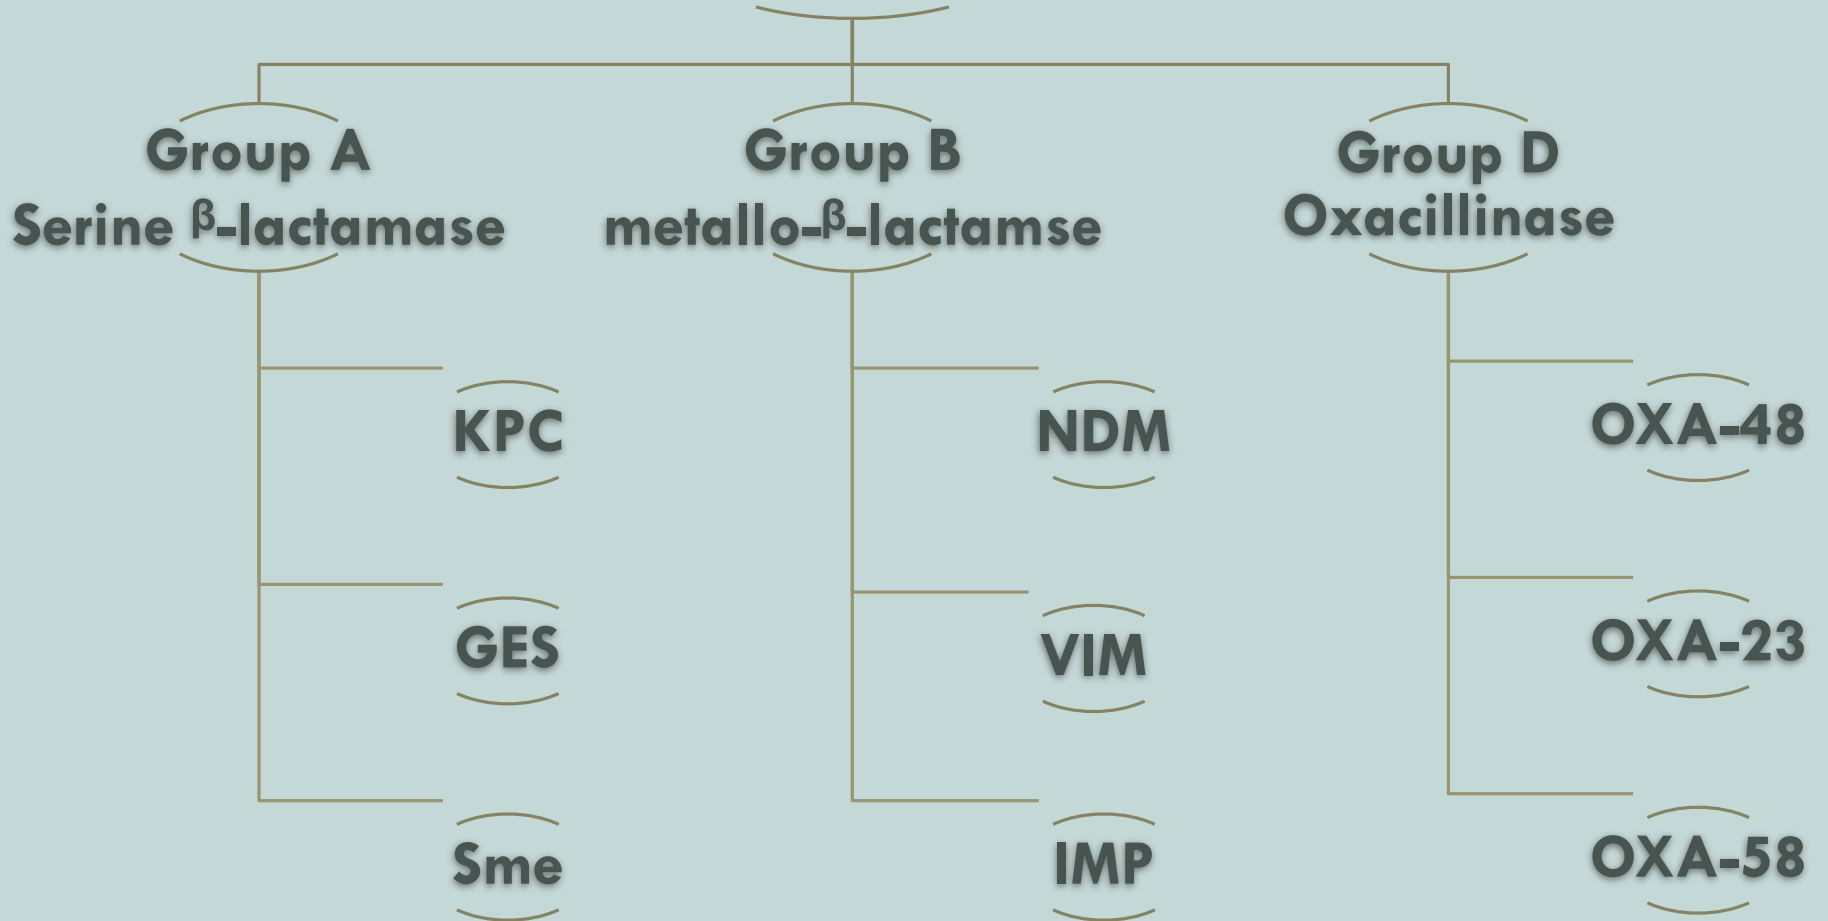 Group A
Serine β-lactamase
KPC
GES
Sme
Group B
metallo-β-lactamse
NDM
VIM
IMP
Group D
Oxacillinase
OXA-48
OXA-23
OXA-58